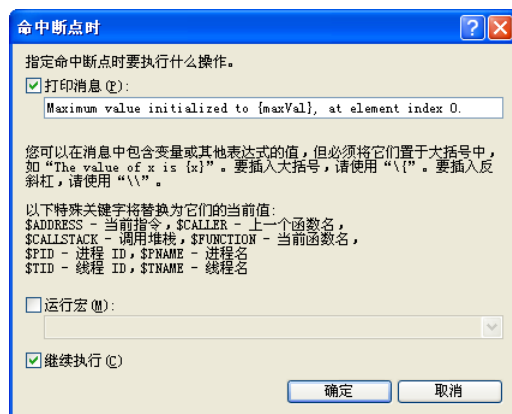 命中断点时
指定命中断点时要执行什么操作。
打印消息(P):
Maximum value initialized to {maxVal}, at element index 0.
您可以在消息中包含变量或其他表达式的值，但必须将它们置于大括号中，
如“The value of x is {x}”。要插入大括号，请使用“\{”。要插入反
斜杠，请使用“\\”。
以下特殊关键字将替换为它们的当前值:
$ADDRESS - 当前指令，$CALLER - 上一个函数名，
$CALLSTACK - 调用堆栈，$FUNCTION - 当前函数名，
$PID - 进程 ID，$PNAME - 进程名
$TID - 线程 ID，$TNAME - 线程名
运行宏(M):
继续执行(C)
确定 取消